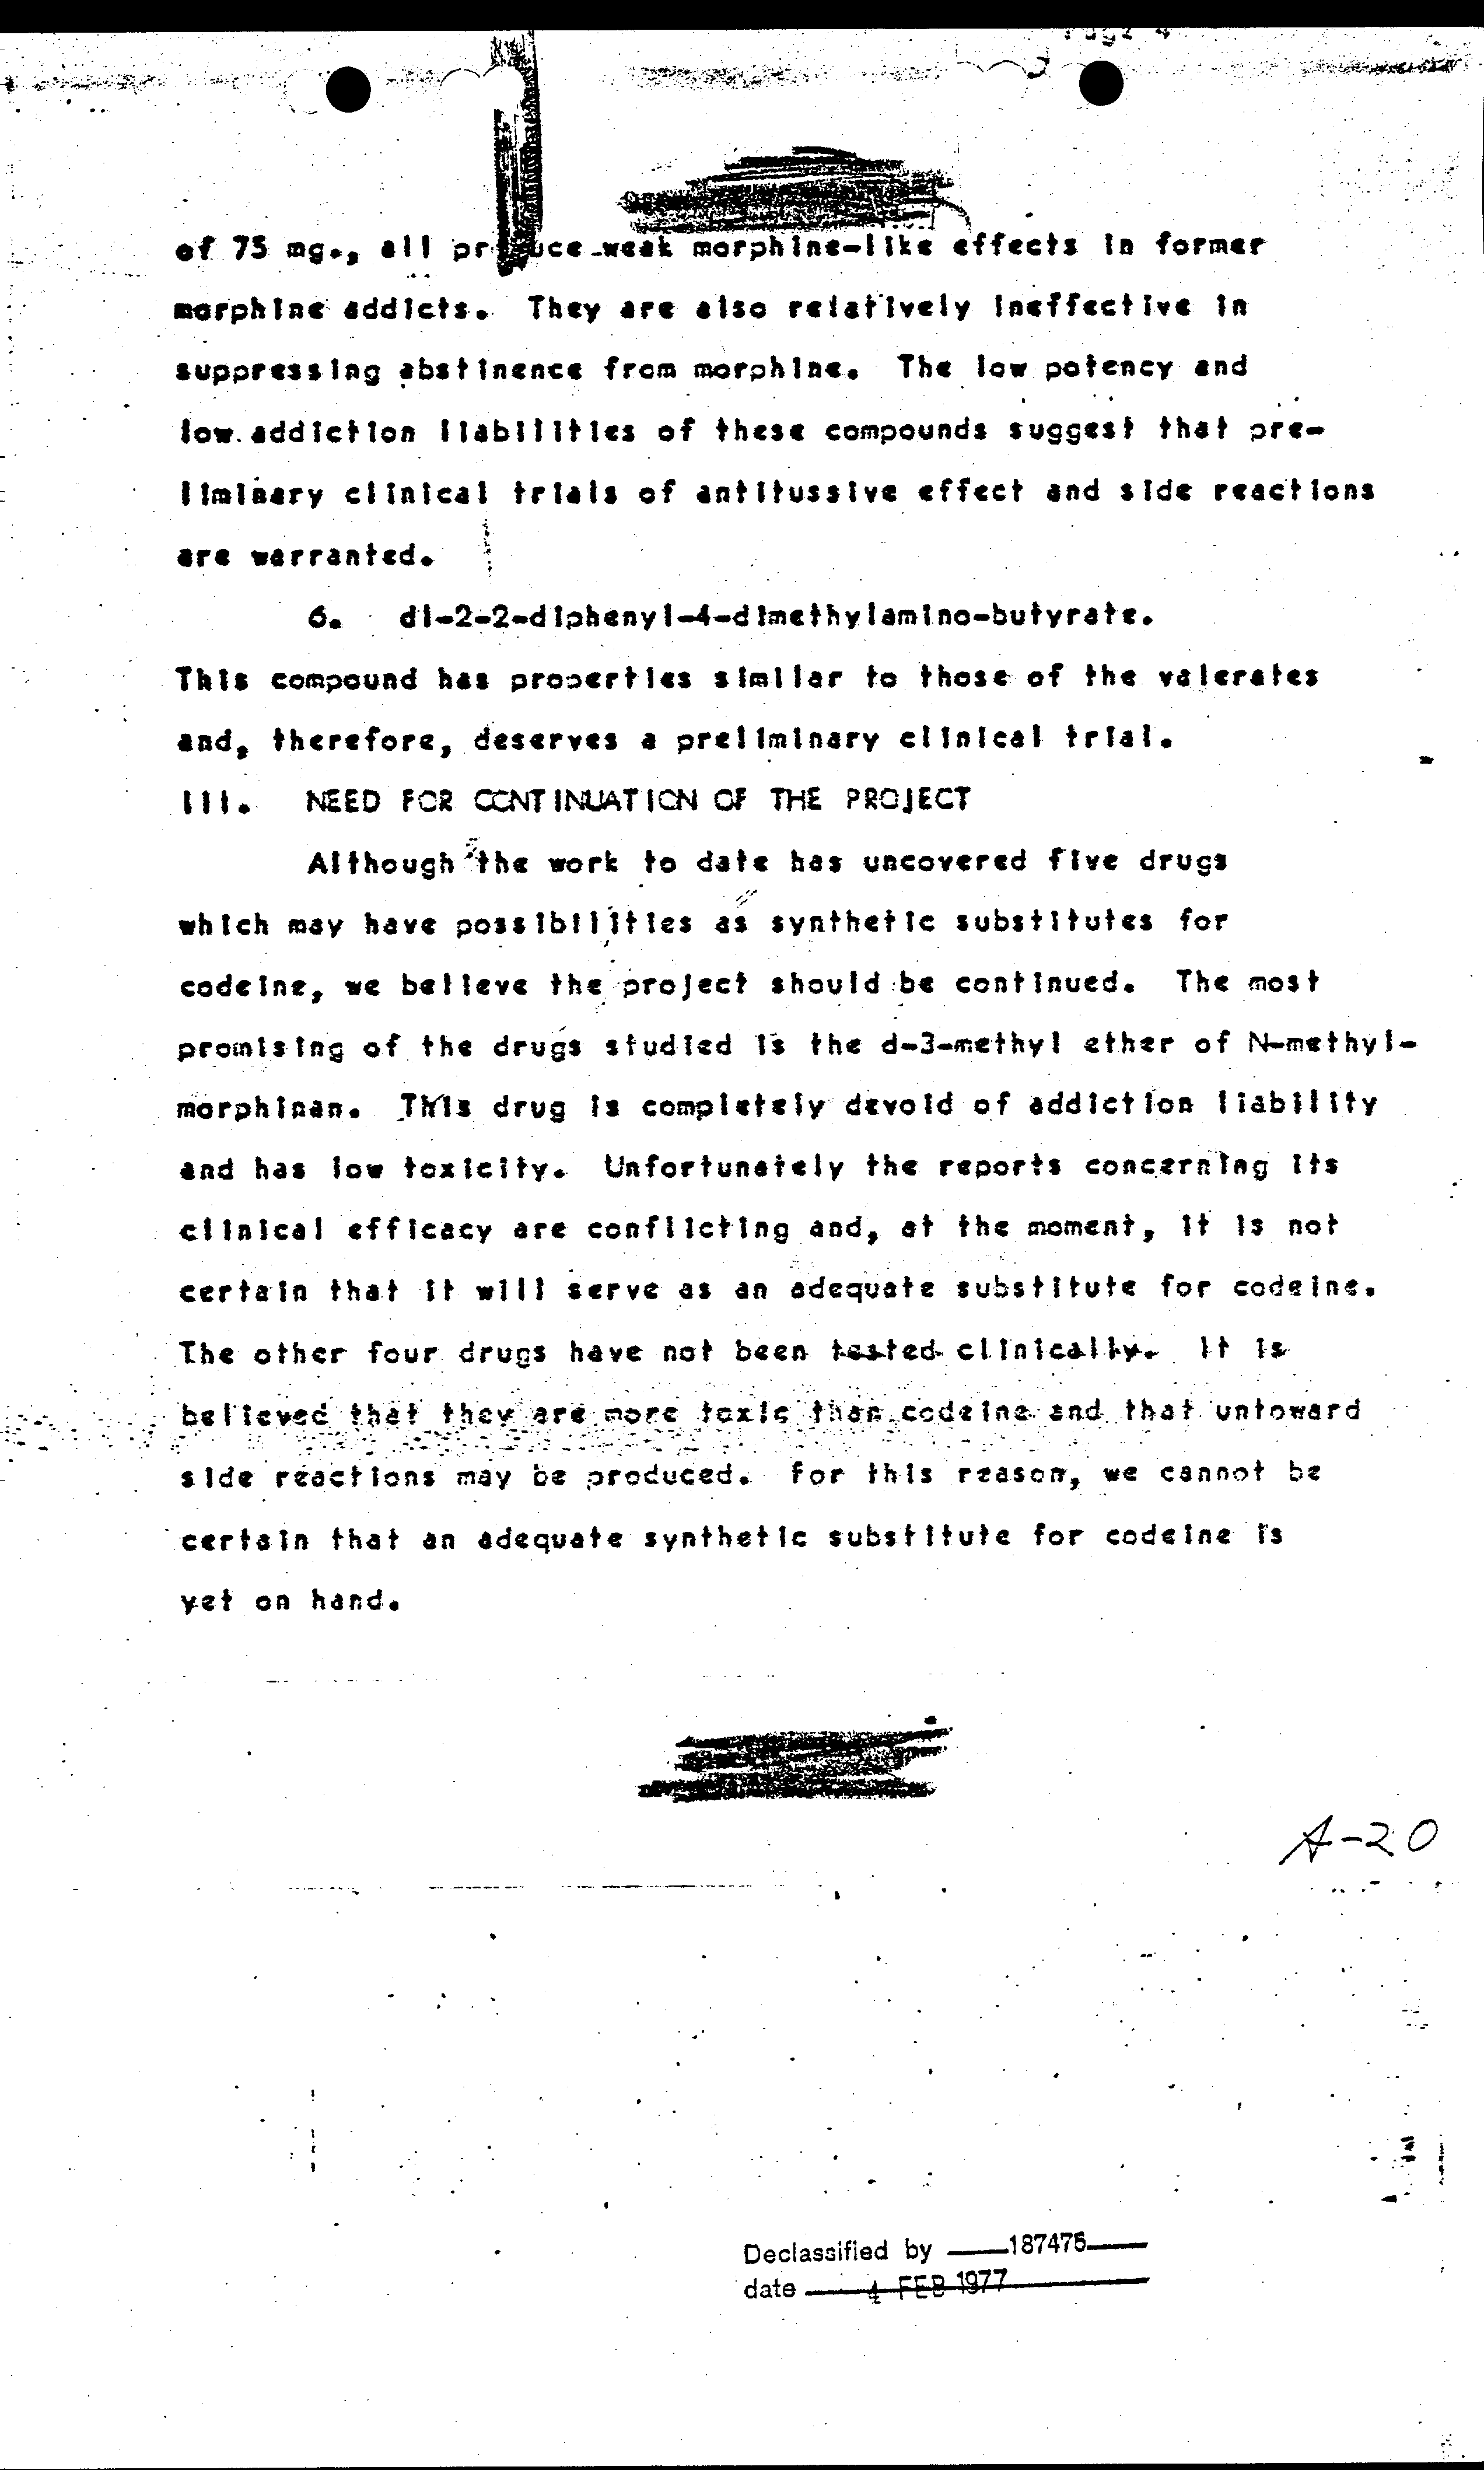 Page 4
of 75 mg., all produce weak morphine-like effects in former
morphine addicts. They are also relatively ineffective in
suppressing abstinence from morphine. The low potency and
low addiction liabilities of these compounds suggest that pre-
liminary clinical trials of antitussive effect and side reactions
are warranted.
6. dl-2-2-diphenyl-4-dimethylamino-butyrate.
This compound has properties similar to those of the valerates
and, therefore, deserves a preliminary clinical trial.
III. NEED FOR CONTINUATION OF THE PROJECT
Although the work to date has uncovered five drugs
which may have possibilities as synthetic substitutes for
codeine, we believe the project should be continued. The most
promising of the drugs studied is the d-3-methyl ether of N-methyl-
morphinan. This drug is completely devoid of addiction liability
and has low toxicity. Unfortunately the reports concerning its
clinical efficacy are conflicting and, at the moment, it is not
certain that it will serve as an adequate substitute for codeine.
The other four drugs have not been tested clinically. It is
believed that they are more toxic than codeine and that untoward
side reactions may be produced. For this reason, we cannot be
certain that an adequate synthetic substitute for codeine is
yet on hand.
A-20
Declassified by 187475
date 4 FEB 1977